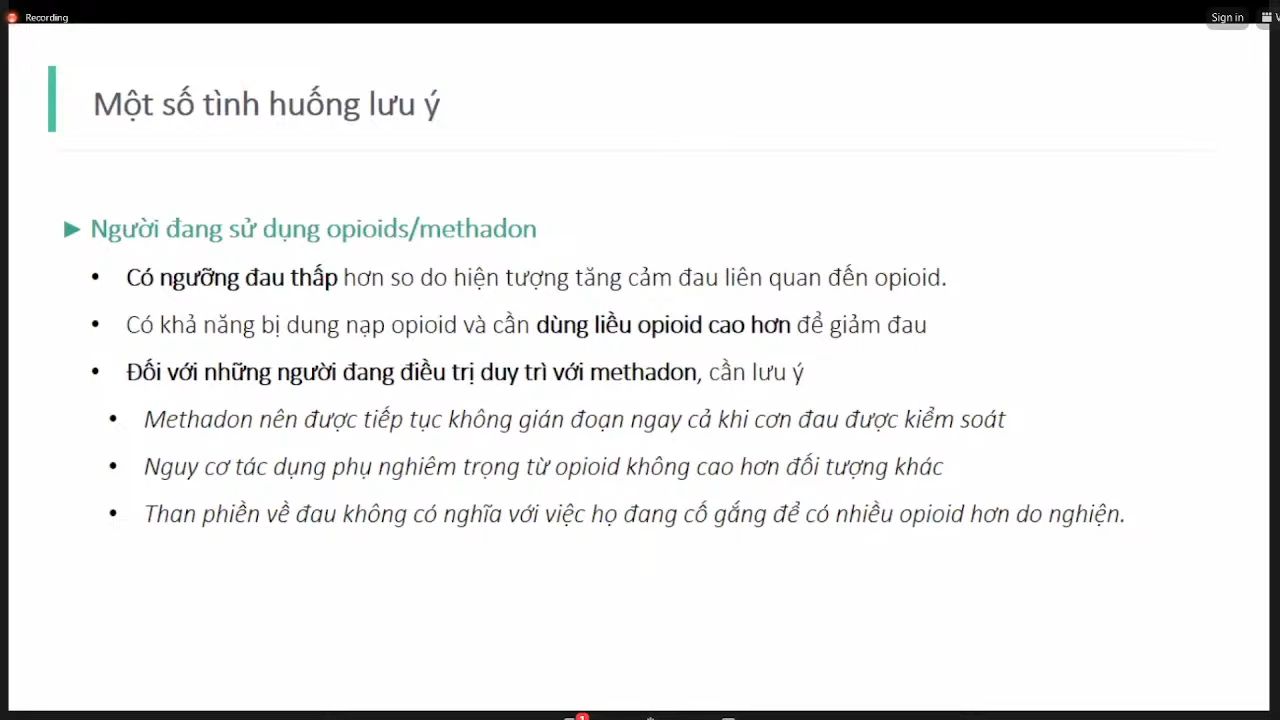 Recording
Sign in
Một số tình huống lưu ý
► Người đang sử dụng opioids/methadon
• Có ngưỡng đau thấp hơn so do hiện tượng tăng cảm đau liên quan đến opioid.
• Có khả năng bị dung nạp opioid và cần dùng liều opioid cao hơn để giảm đau
• Đối với những người đang điều trị duy trì với methadon, cần lưu ý
• Methadon nên được tiếp tục không gián đoạn ngay cả khi cơn đau được kiểm soát
• Nguy cơ tác dụng phụ nghiêm trọng từ opioid không cao hơn đối tượng khác
• Than phiền về đau không có nghĩa với việc họ đang cố gắng để có nhiều opioid hơn do nghiện.